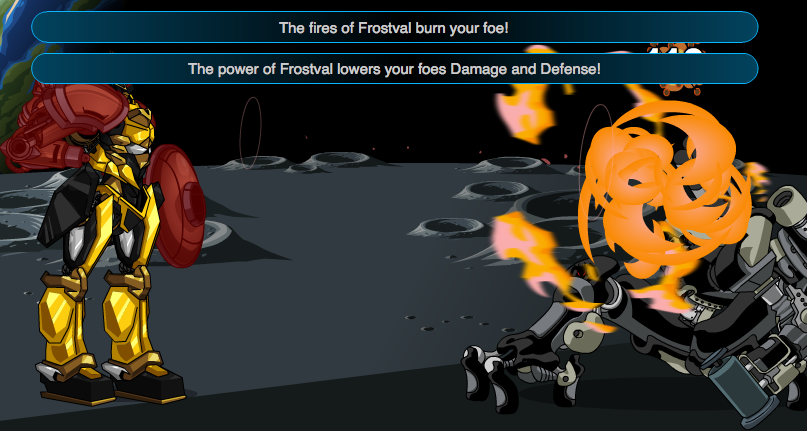 The fires of Frostval burn your foe!
The power of Frostval lowers your foes Damage and Defense!